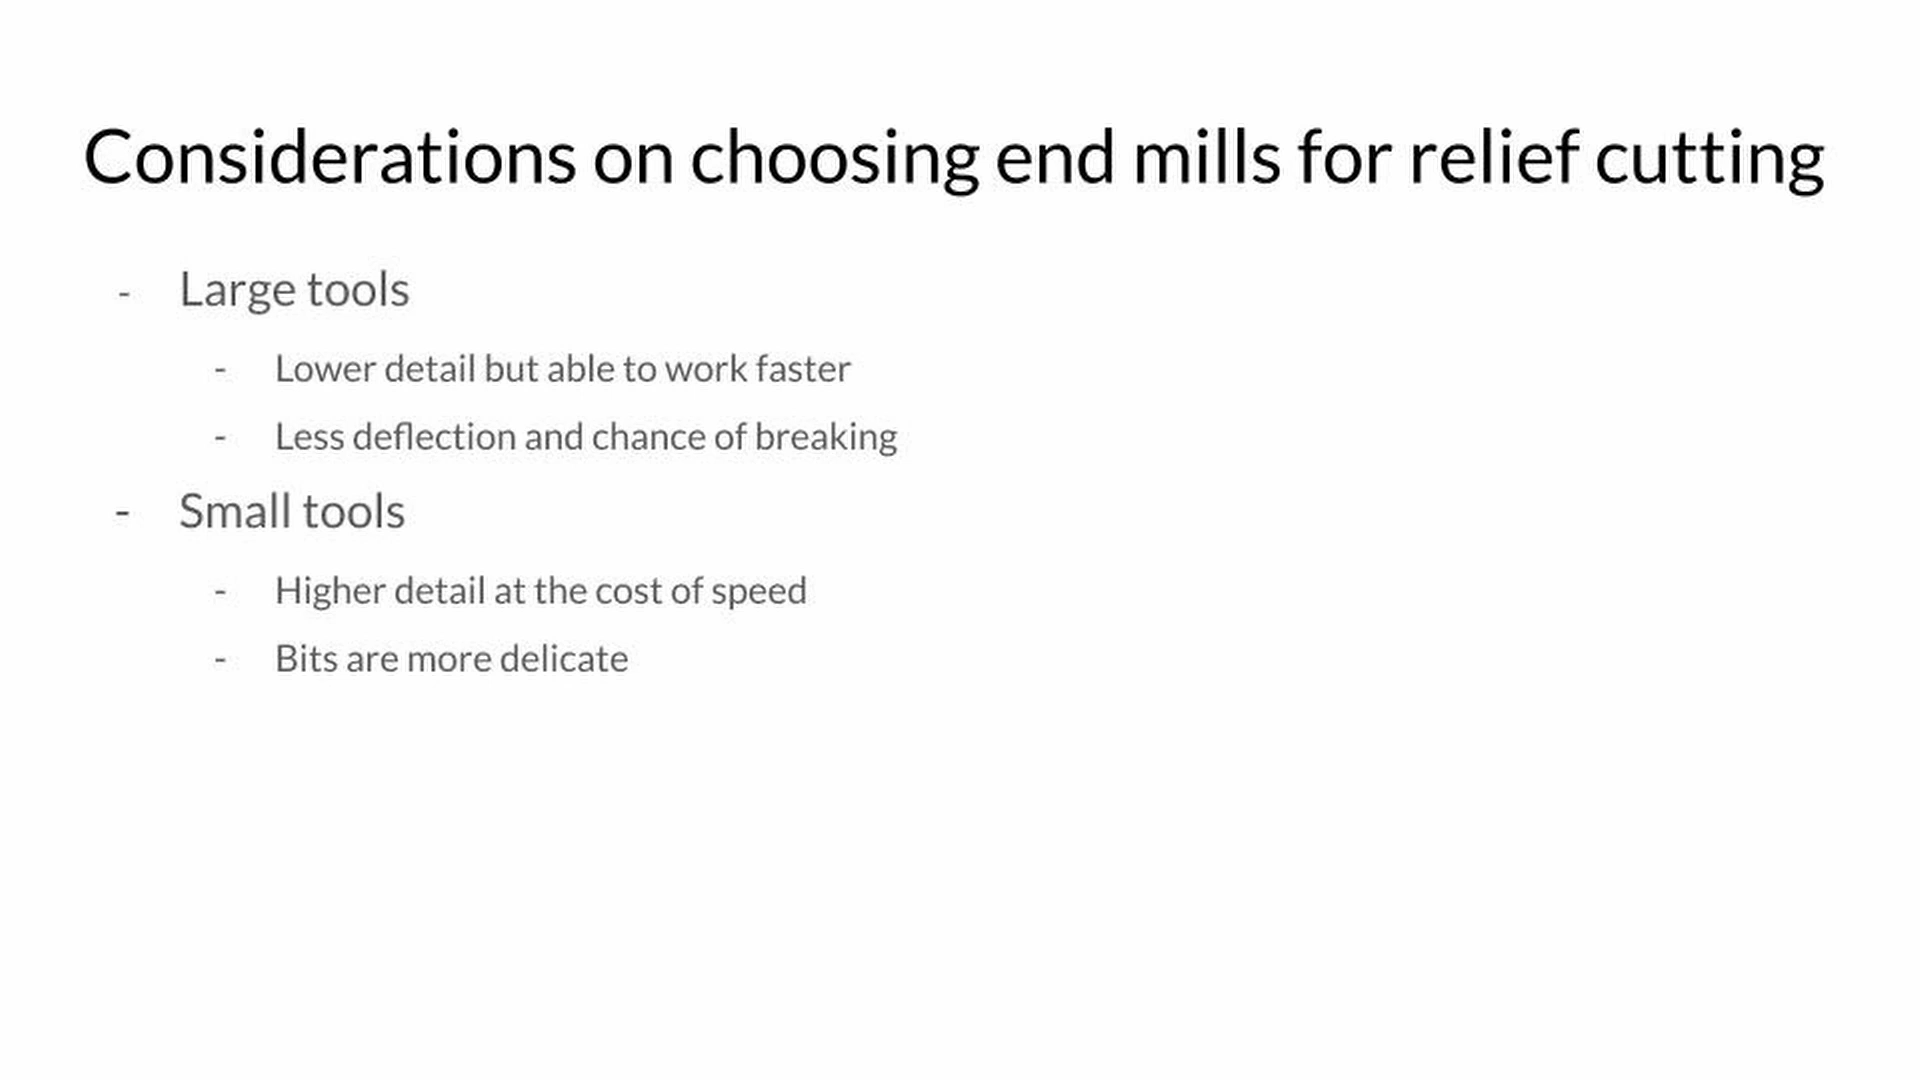 Considerations on choosing end mills for relief cutting
- Large tools
- Lower detail but able to work faster
- Less deflection and chance of breaking
- Small tools
- Higher detail at the cost of speed
- Bits are more delicate